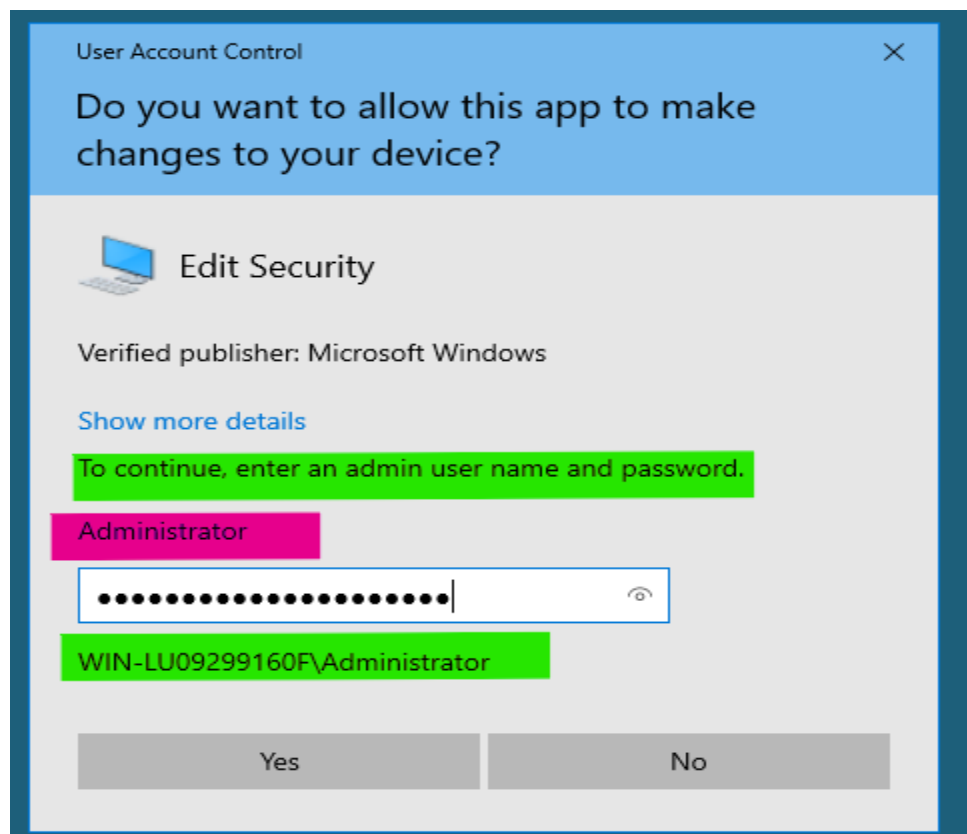 User Account Control
Do you want to allow this app to make
changes to your device?
Edit Security
Verified publisher: Microsoft Windows
Show more details
To continue, enter an admin user name and password.
Administrator
●●●●●●●●●●●●●●●●●●●●●
WIN-LU09299160F\Administrator
Yes No